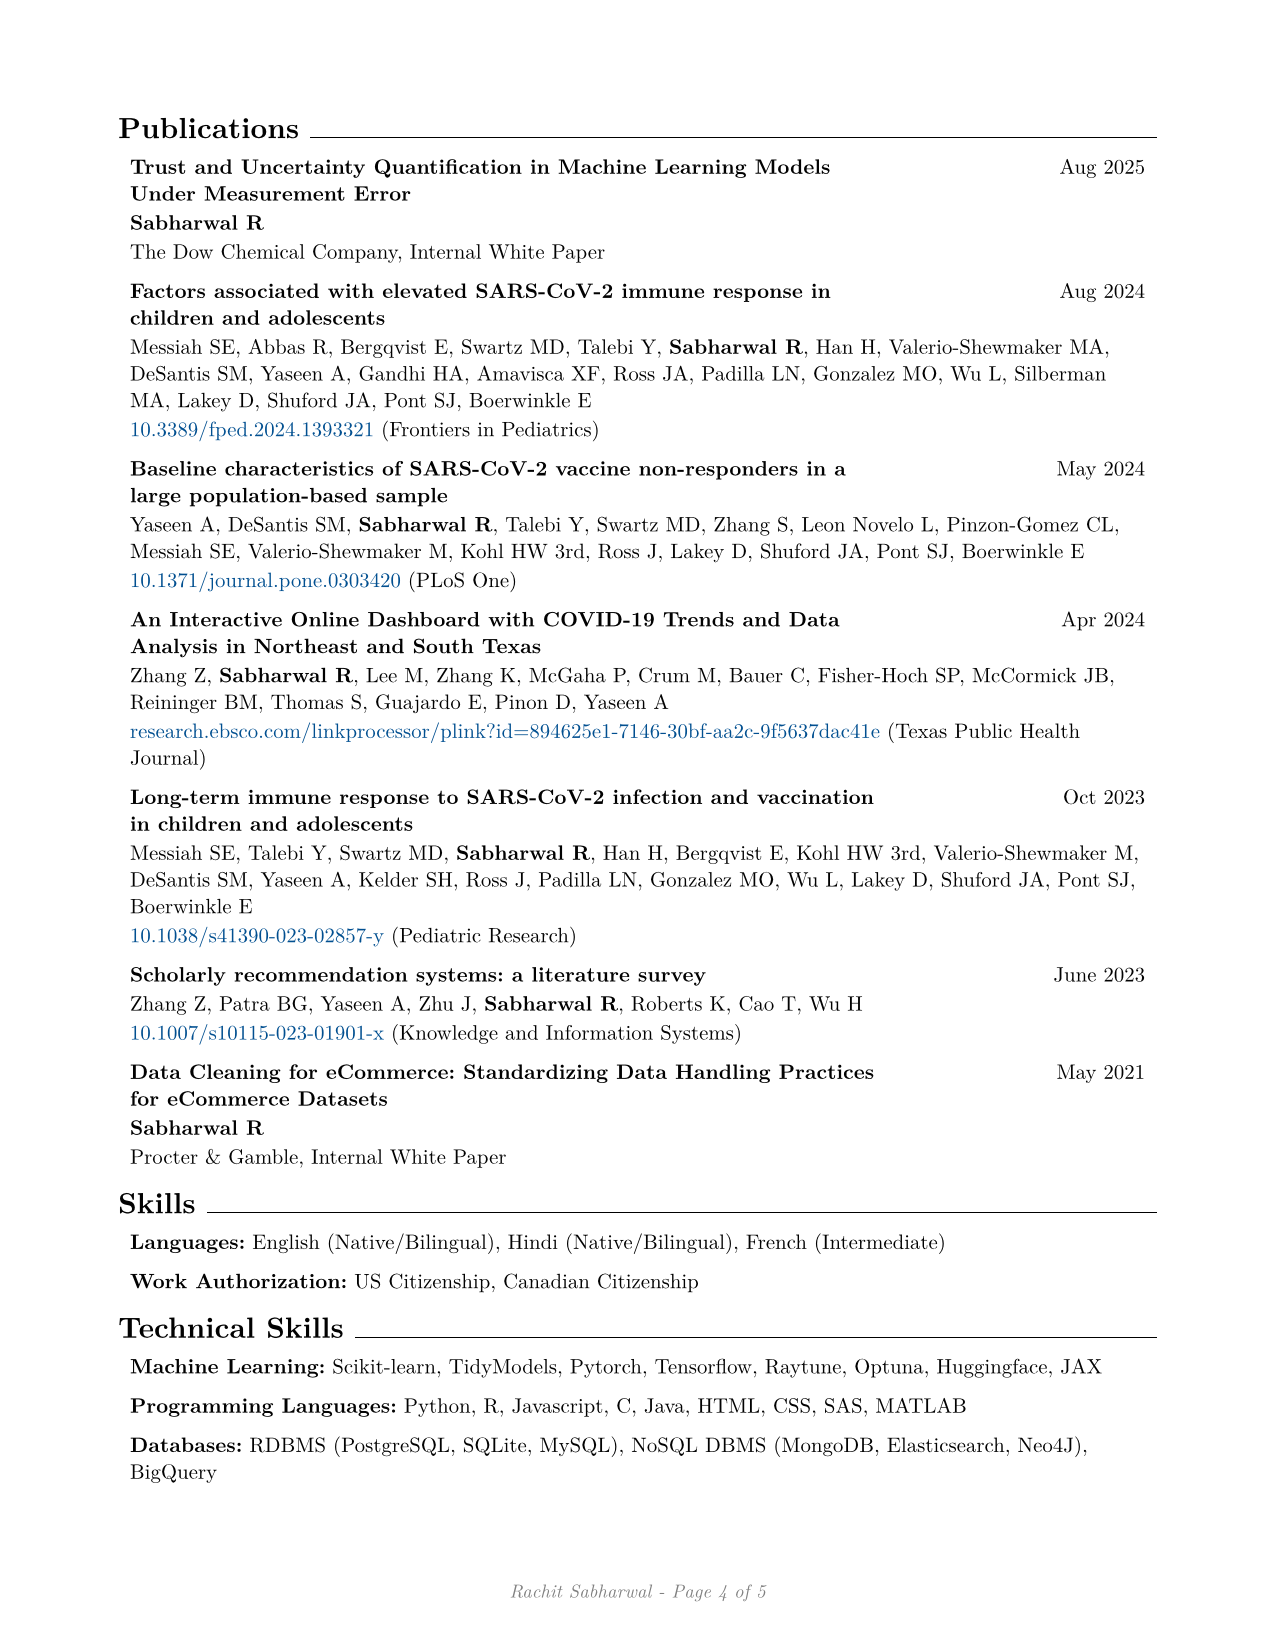 Publications
Trust and Uncertainty Quantification in Machine Learning Models Aug 2025
Under Measurement Error
Sabharwal R
The Dow Chemical Company, Internal White Paper
Factors associated with elevated SARS-CoV-2 immune response in Aug 2024
children and adolescents
Messiah SE, Abbas R, Bergqvist E, Swartz MD, Talebi Y, Sabharwal R, Han H, Valerio-Shewmaker MA,
DeSantis SM, Yaseen A, Gandhi HA, Amavisca XF, Ross JA, Padilla LN, Gonzalez MO, Wu L, Silberman
MA, Lakey D, Shuford JA, Pont SJ, Boerwinkle E
10.3389/fped.2024.1393321 (Frontiers in Pediatrics)
Baseline characteristics of SARS-CoV-2 vaccine non-responders in a May 2024
large population-based sample
Yaseen A, DeSantis SM, Sabharwal R, Talebi Y, Swartz MD, Zhang S, Leon Novelo L, Pinzon-Gomez CL,
Messiah SE, Valerio-Shewmaker M, Kohl HW 3rd, Ross J, Lakey D, Shuford JA, Pont SJ, Boerwinkle E
10.1371/journal.pone.0303420 (PLoS One)
An Interactive Online Dashboard with COVID-19 Trends and Data Apr 2024
Analysis in Northeast and South Texas
Zhang Z, Sabharwal R, Lee M, Zhang K, McGaha P, Crum M, Bauer C, Fisher-Hoch SP, McCormick JB,
Reininger BM, Thomas S, Guajardo E, Pinon D, Yaseen A
research.ebsco.com/linkprocessor/plink?id=894625e1-7146-30bf-aa2c-9f5637dac41e (Texas Public Health
Journal)
Long-term immune response to SARS-CoV-2 infection and vaccination Oct 2023
in children and adolescents
Messiah SE, Talebi Y, Swartz MD, Sabharwal R, Han H, Bergqvist E, Kohl HW 3rd, Valerio-Shewmaker M,
DeSantis SM, Yaseen A, Kelder SH, Ross J, Padilla LN, Gonzalez MO, Wu L, Lakey D, Shuford JA, Pont SJ,
Boerwinkle E
10.1038/s41390-023-02857-y (Pediatric Research)
Scholarly recommendation systems: a literature survey June 2023
Zhang Z, Patra BG, Yaseen A, Zhu J, Sabharwal R, Roberts K, Cao T, Wu H
10.1007/s10115-023-01901-x (Knowledge and Information Systems)
Data Cleaning for eCommerce: Standardizing Data Handling Practices May 2021
for eCommerce Datasets
Sabharwal R
Procter & Gamble, Internal White Paper
Skills
Languages: English (Native/Bilingual), Hindi (Native/Bilingual), French (Intermediate)
Work Authorization: US Citizenship, Canadian Citizenship
Technical Skills
Machine Learning: Scikit-learn, TidyModels, Pytorch, Tensorflow, Raytune, Optuna, Huggingface, JAX
Programming Languages: Python, R, Javascript, C, Java, HTML, CSS, SAS, MATLAB
Databases: RDBMS (PostgreSQL, SQLite, MySQL), NoSQL DBMS (MongoDB, Elasticsearch, Neo4J),
BigQuery
Rachit Sabharwal - Page 4 of 5